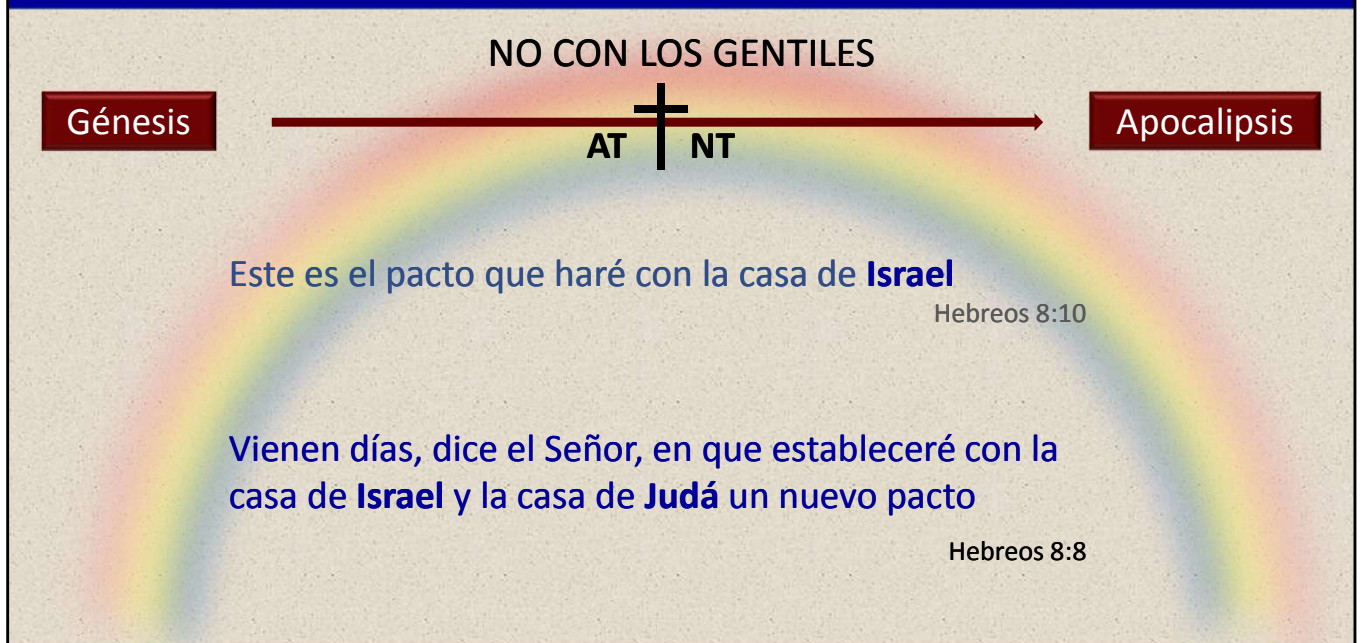 NO CON LOS GENTILES
Génesis
Apocalipsis
AT
NT
Este es el pacto que haré con la casa de Israel
Hebreos 8:10
Vienen días, dice el Señor, en que estableceré con la
casa de Israel y la casa de Judá un nuevo pacto
Hebreos 8:8